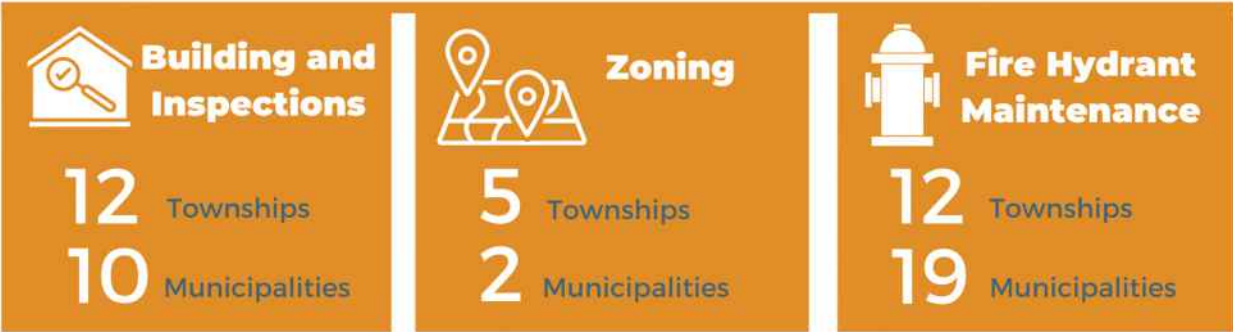 Building and
Inspections
12 Townships
10 Municipalities
Zoning
5 Townships
2 Municipalities
Fire Hydrant
Maintenance
12 Townships
19 Municipalities